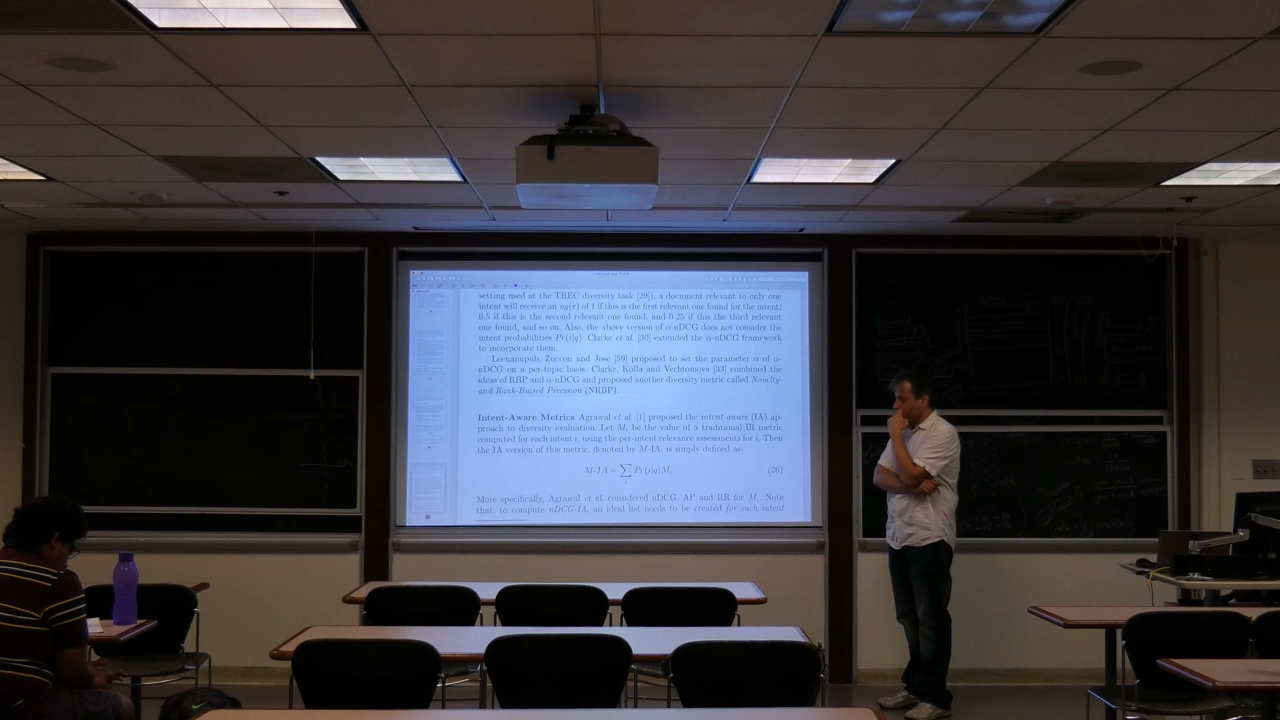 setting used at the TREC diversity task [29]), a document relevant to only one
intent will receive an ng(r) of 1 if this is the first relevant one found for the intent,
0.5 if this is the second relevant one found, and 0.25 if this the third relevant
one found, and so on. Also, the above version of α-nDCG does not consider the
intent probabilities Pr(i|q): Clarke et al. [30] extended the α-nDCG framework
to incorporate them.
Leelanupab, Zuccon and Jose [59] proposed to set the parameter α of α-
nDCG on a per-topic basis. Clarke, Kolla and Vechtomova [33] combined the
ideas of RBP and α-nDCG and proposed another diversity metric called Novelty-
and Rank-Biased Precision (NRBP).
Intent-Aware Metrics Agrawal et al. [1] proposed the intent-aware (IA) ap-
proach to diversity evaluation. Let Mᵢ be the value of a traditional IR metric
computed for each intent i, using the per-intent relevance assessments for i. Then
the IA version of this metric, denoted by M-IA, is simply defined as:
M-IA = ∑ᵢ Pr(i|q)Mᵢ (26)
More specifically, Agrawal et al. considered nDCG, AP and RR for Mᵢ. Note
that, to compute nDCG-IA, an ideal list needs to be created for each intent